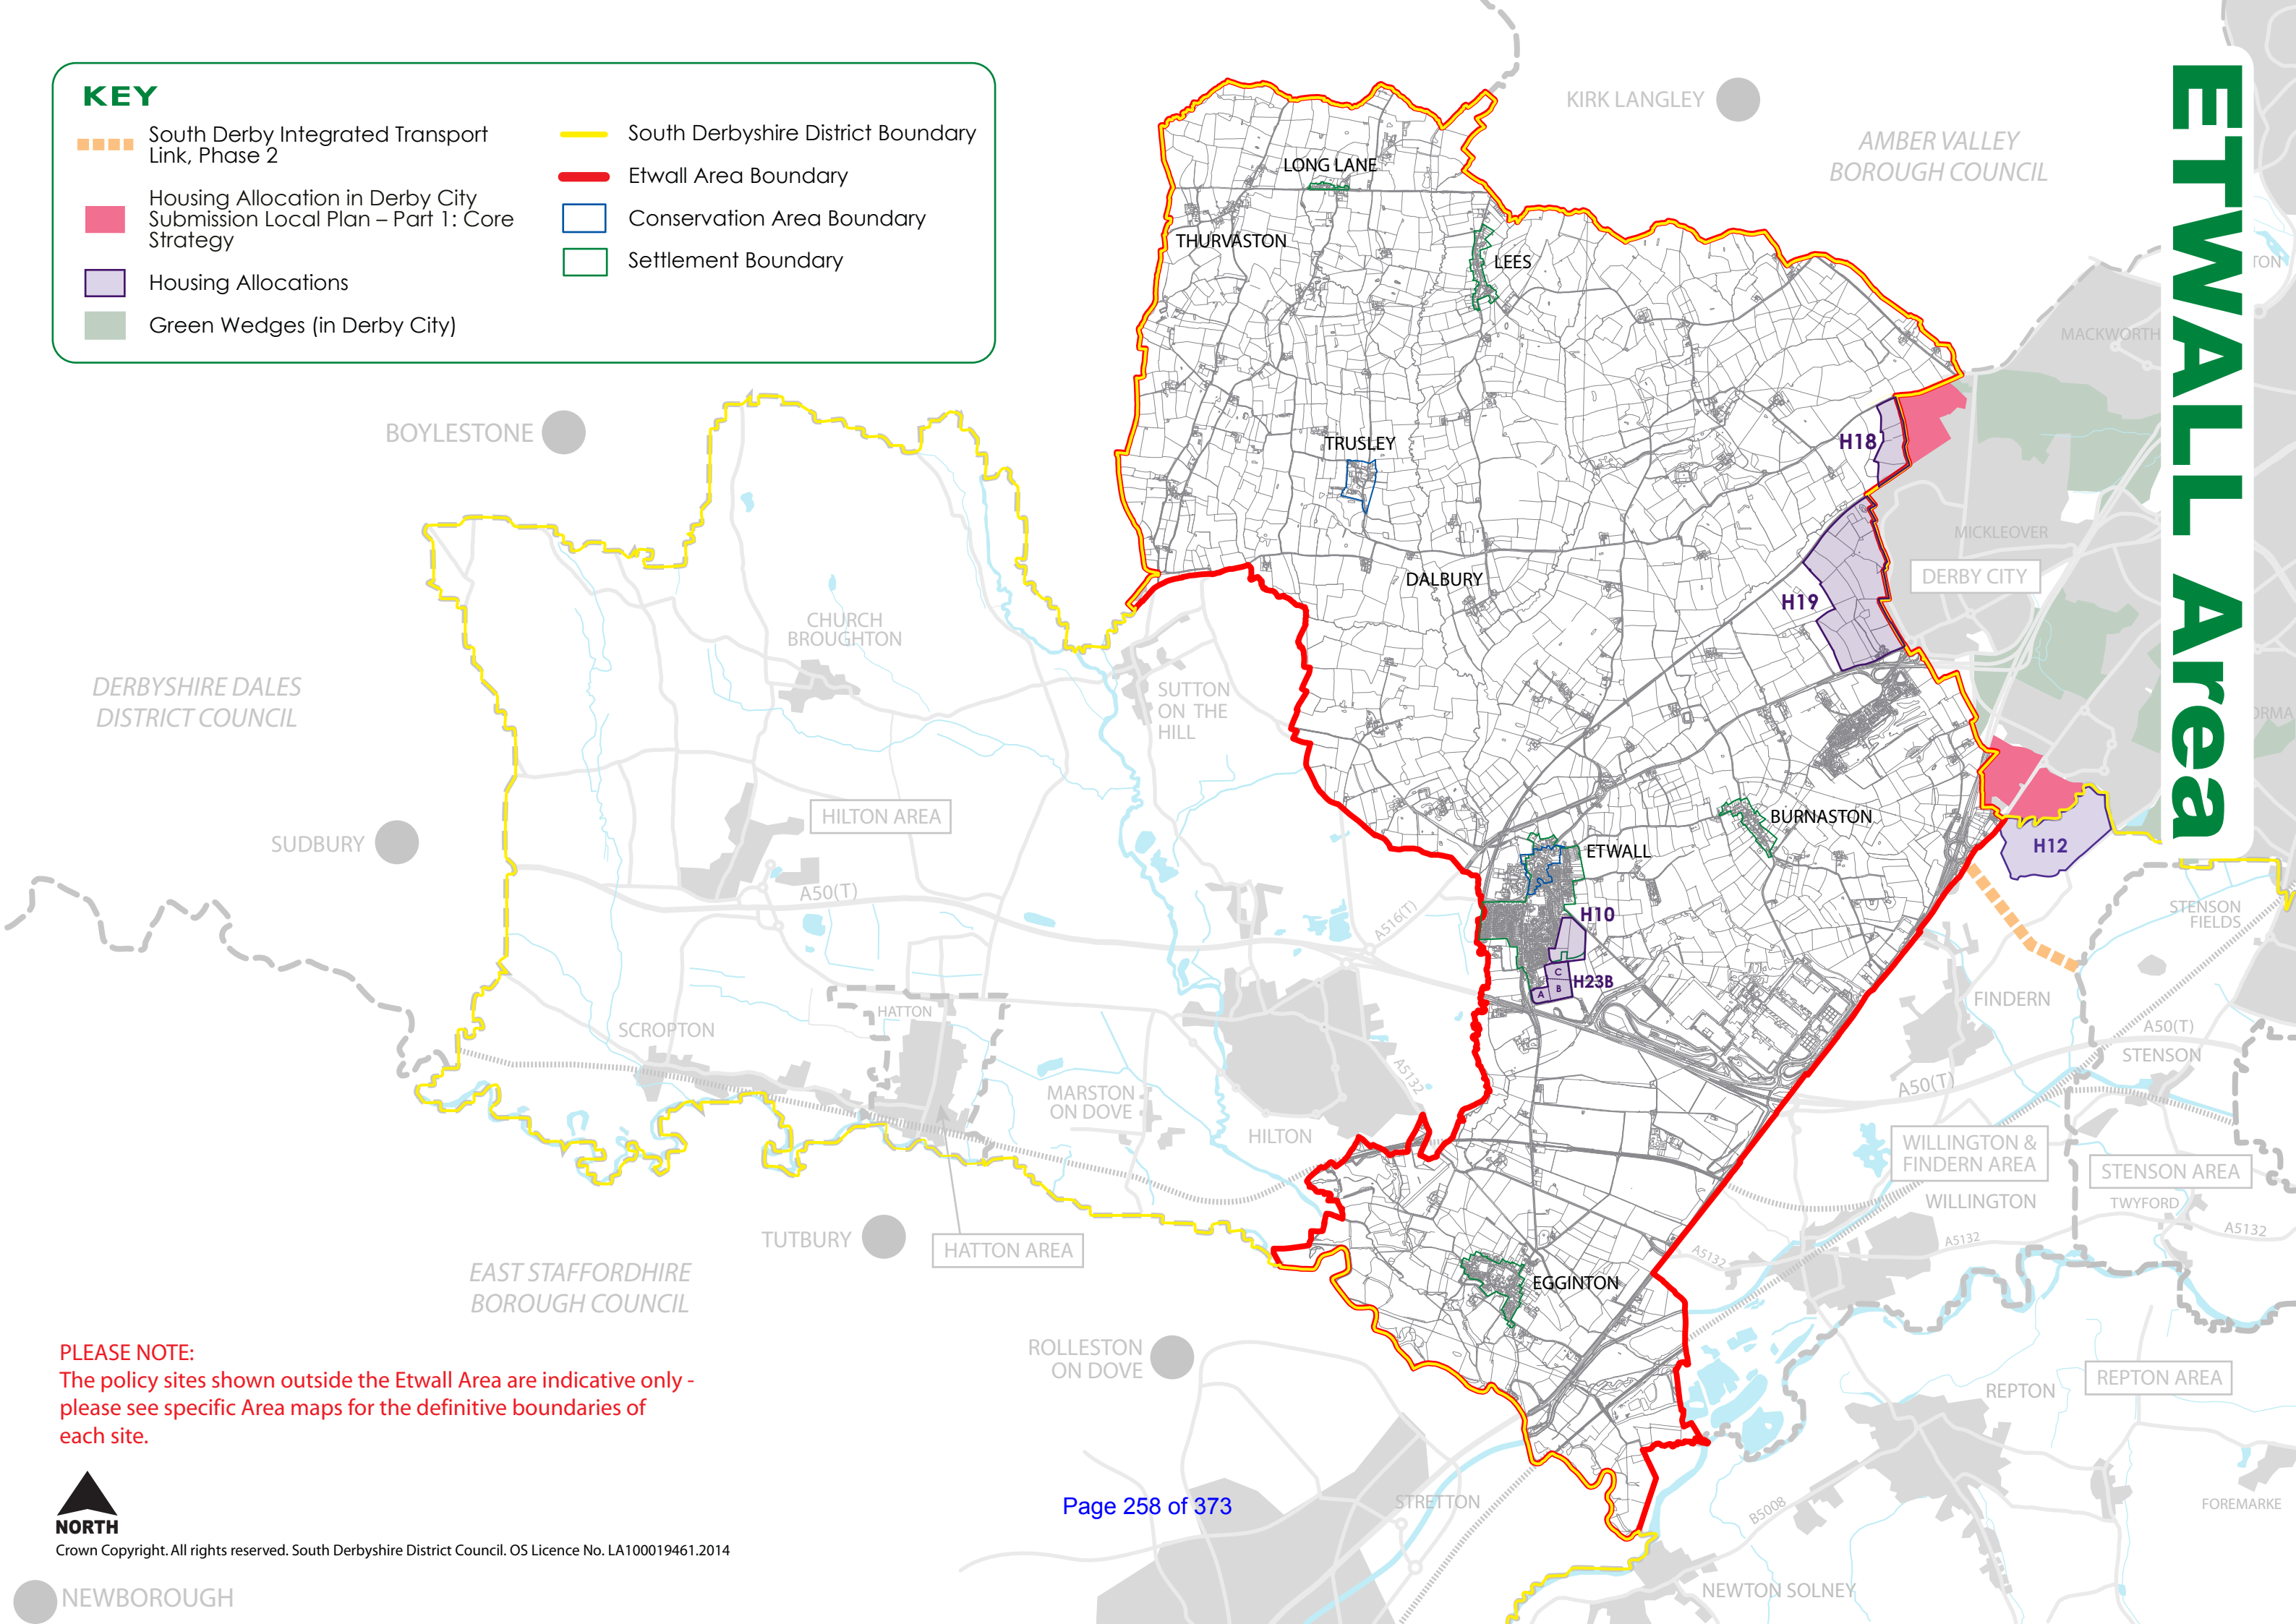 KEY
South Derby Integrated Transport
Link, Phase 2
Housing Allocation in Derby City
Submission Local Plan – Part 1: Core
Strategy
Housing Allocations
Green Wedges (in Derby City)
South Derbyshire District Boundary
Etwall Area Boundary
Conservation Area Boundary
Settlement Boundary
ETWALL Area
KIRK LANGLEY
AMBER VALLEY
BOROUGH COUNCIL
LONG LANE
THURVASTON
LEES
TON
MACKWORTH
BOYLESTONE
TRUSLEY
H18
MICKLEOVER
DERBY CITY
DALBURY
H19
CHURCH
BROUGHTON
DERBYSHIRE DALES
DISTRICT COUNCIL
SUTTON
ON THE
HILL
ORMA
HILTON AREA
SUDBURY
BURNASTON
ETWALL
H12
A50(T)
A516(T)
H10
STENSON
FIELDS
C
H23B
A
B
FINDERN
HATTON
SCROPTON
A50(T)
STENSON
A5132
A50(T)
MARSTON
ON DOVE
HILTON
WILLINGTON &
FINDERN AREA
STENSON AREA
WILLINGTON
TWYFORD
A5132
A5132
A5132
TUTBURY
HATTON AREA
EAST STAFFORDHIRE
BOROUGH COUNCIL
EGGINTON
ROLLESTON
ON DOVE
REPTON
REPTON AREA
PLEASE NOTE:
The policy sites shown outside the Etwall Area are indicative only -
please see specific Area maps for the definitive boundaries of
each site.
NORTH
Page 258 of 373
STRETTON
B5008
FOREMARKE
Crown Copyright. All rights reserved. South Derbyshire District Council. OS Licence No. LA100019461.2014
NEWBOROUGH
NEWTON SOLNEY